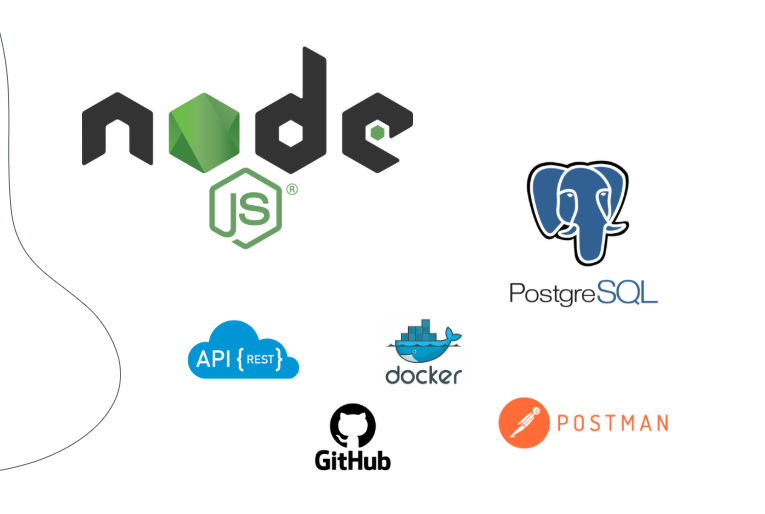 node
JS®
PostgreSQL
API {REST}
docker
POSTMAN
GitHub